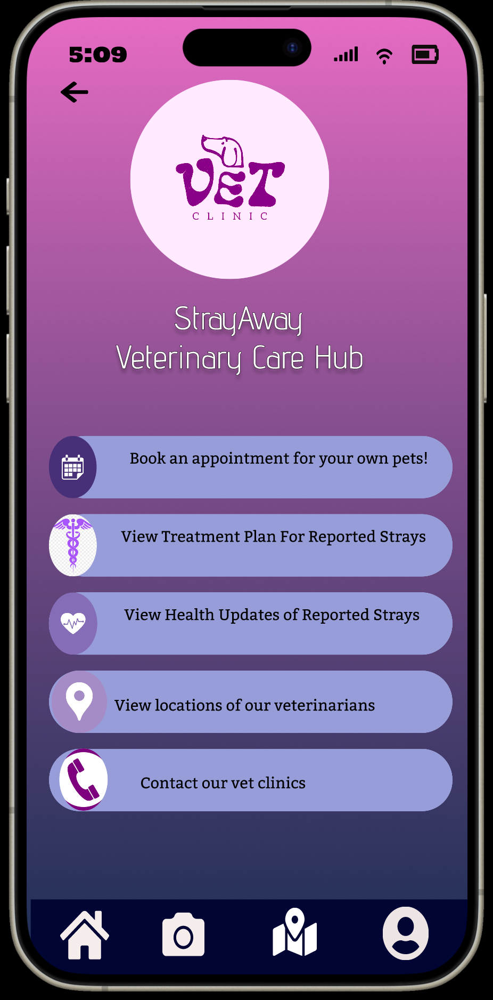 5:09
VET
CLINIC
StrayAway
Veterinary Care Hub
Book an appointment for your own pets!
View Treatment Plan For Reported Strays
View Health Updates of Reported Strays
View locations of our veterinarians
Contact our vet clinics